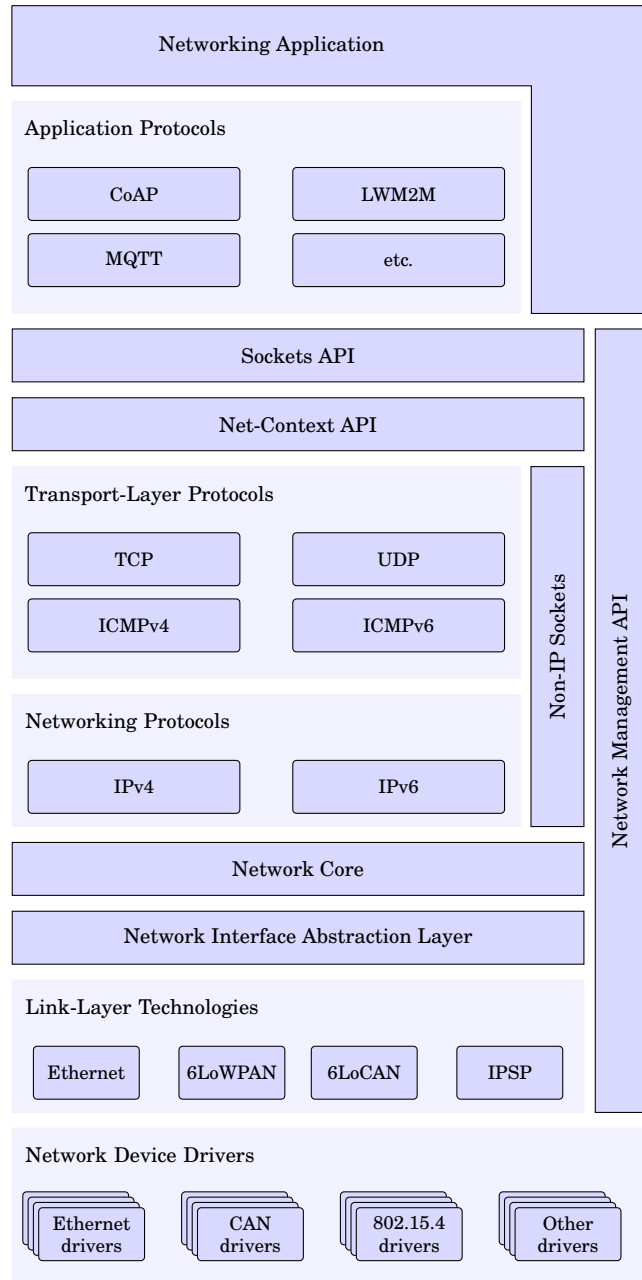 Networking Application
Application Protocols
CoAP
LWM2M
MQTT
etc.
Sockets API
Net-Context API
Transport-Layer Protocols
TCP
UDP
ICMPv4
ICMPv6
Non-IP Sockets
Network Management API
Networking Protocols
IPv4
IPv6
Network Core
Network Interface Abstraction Layer
Link-Layer Technologies
Ethernet
6LoWPAN
6LoCAN
IPSP
Network Device Drivers
Ethernet
drivers
CAN
drivers
802.15.4
drivers
Other
drivers